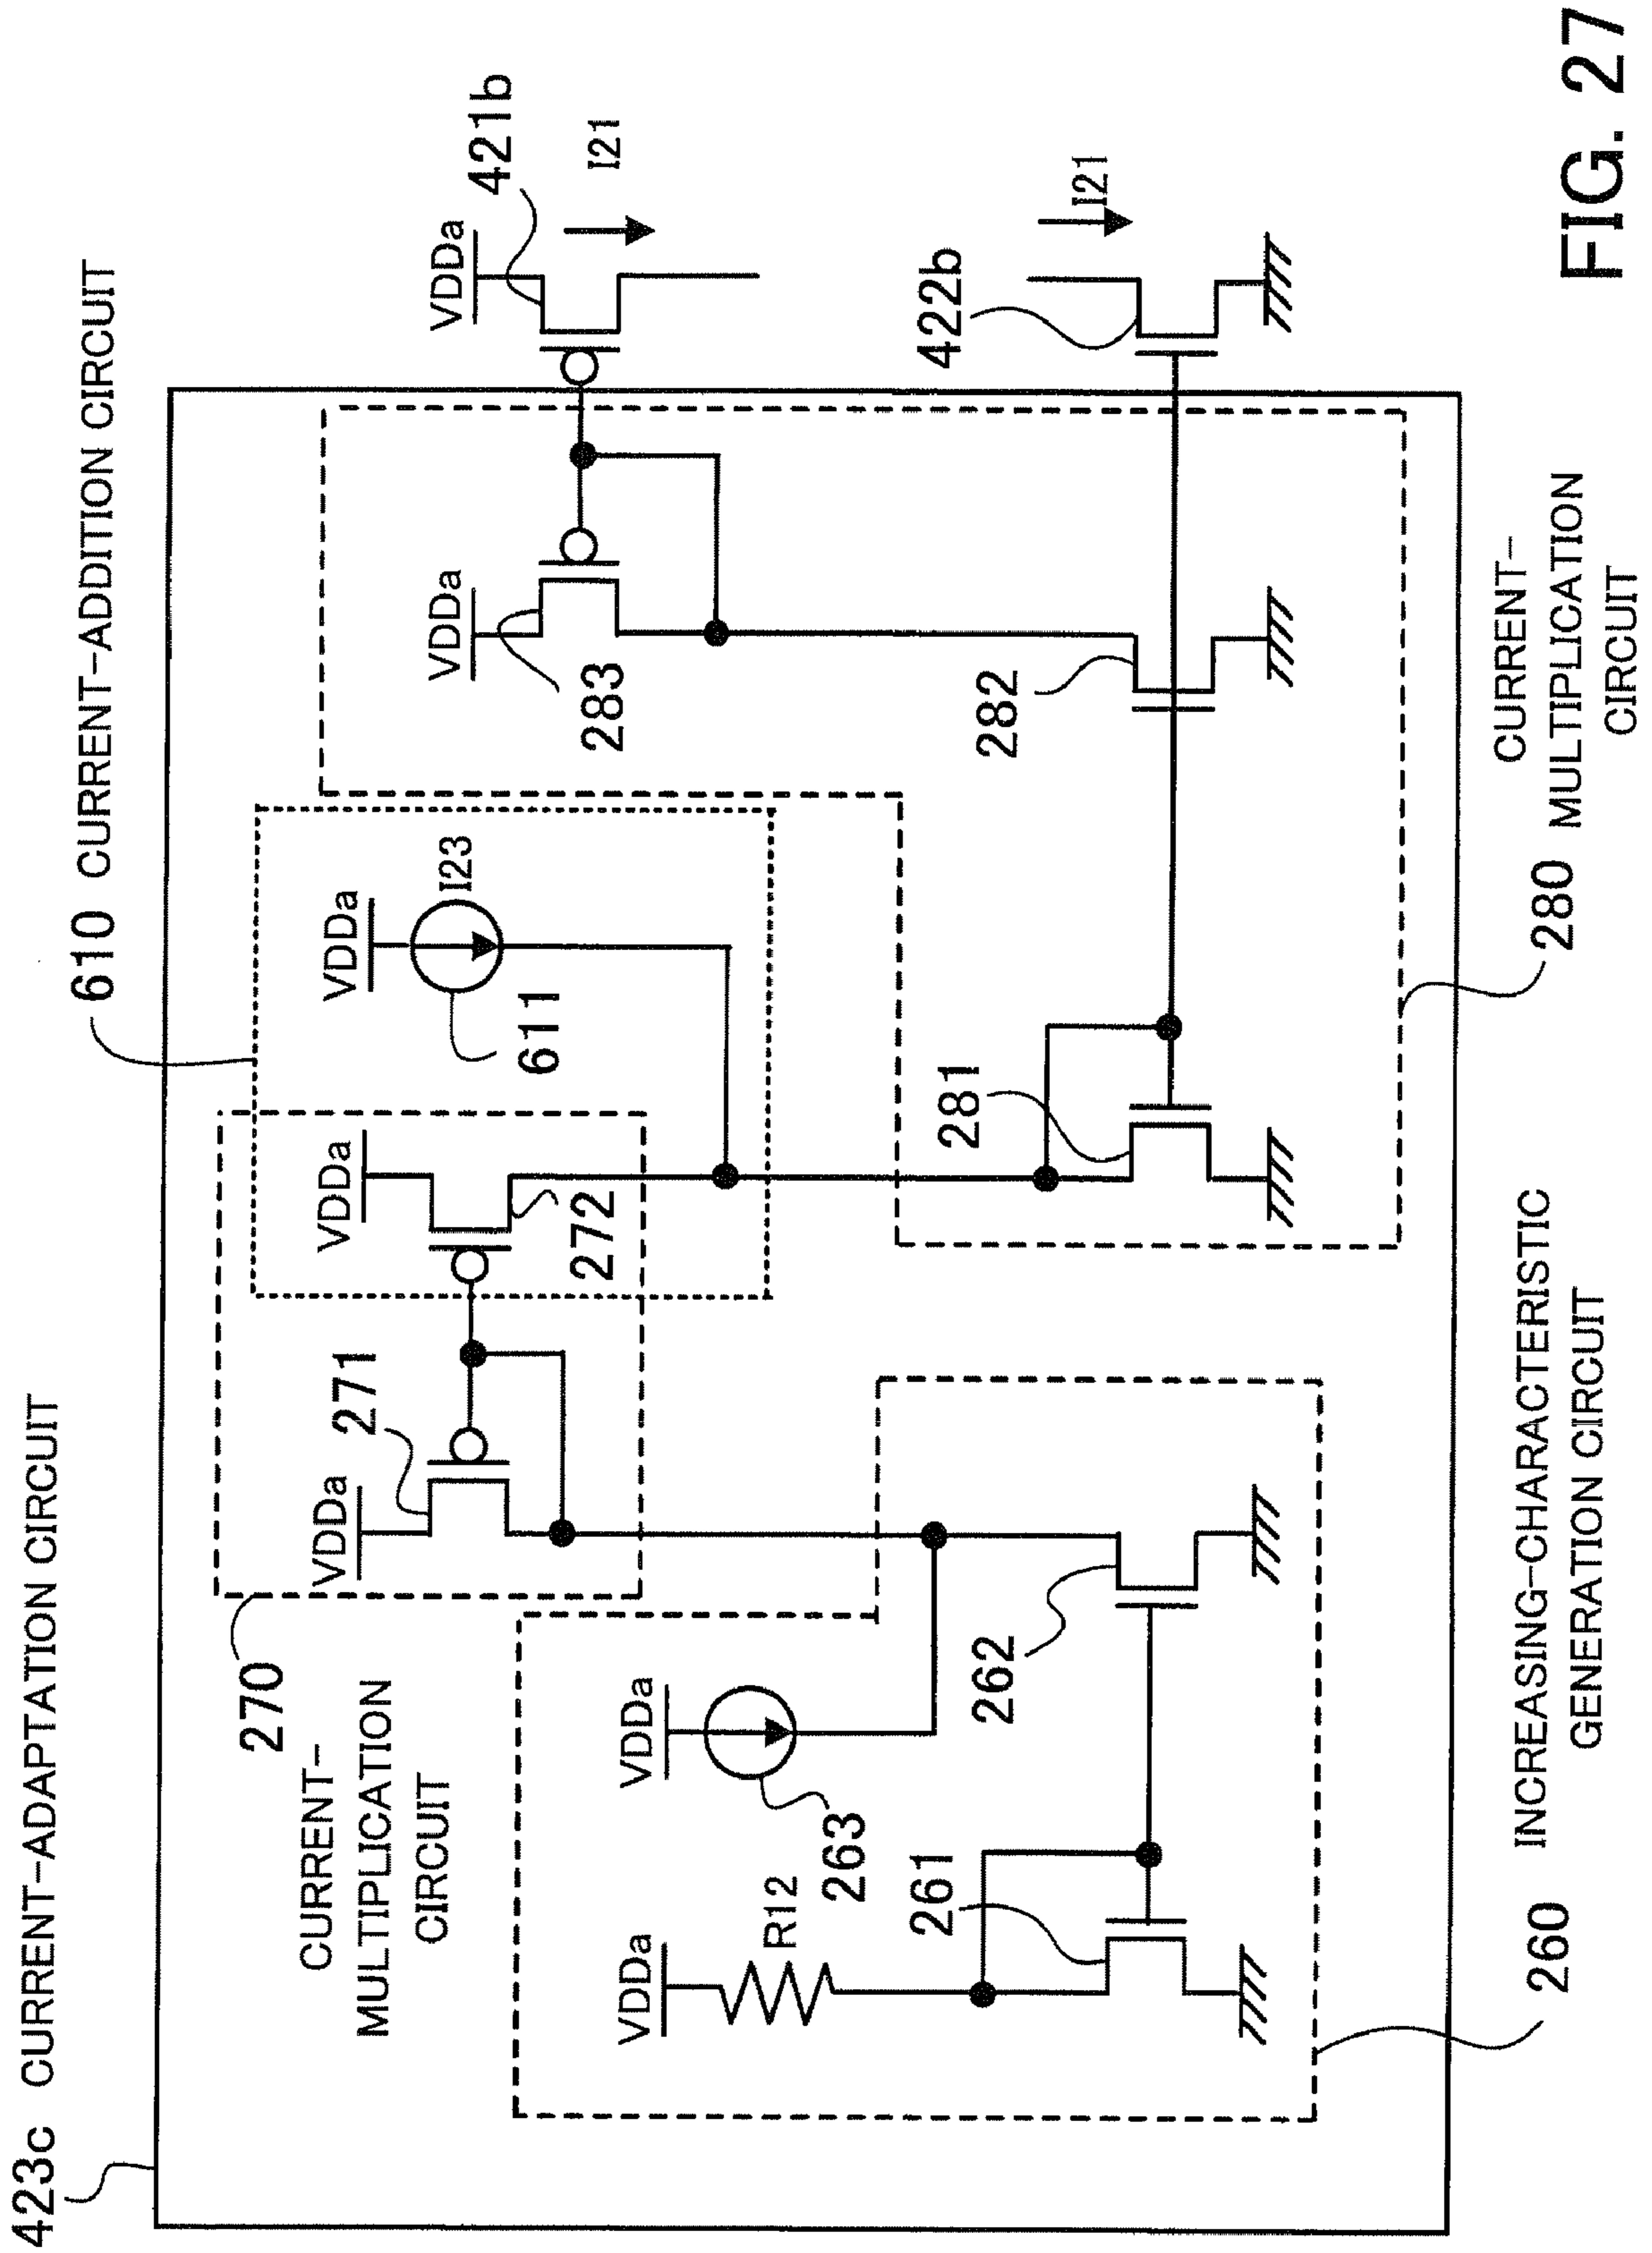 423c CURRENT-ADAPTATION CIRCUIT
610 CURRENT-ADDITION CIRCUIT
270
CURRENT-
MULTIPLICATION
CIRCUIT
VDDa
271
VDDa
272
VDDa
I23
611
VDDa
283
VDDa
421b
I21
VDDa
R12
VDDa
263
261
262
281
282
422b
I21
260 INCREASING-CHARACTERISTIC
GENERATION CIRCUIT
280
CURRENT-
MULTIPLICATION
CIRCUIT
FIG. 27